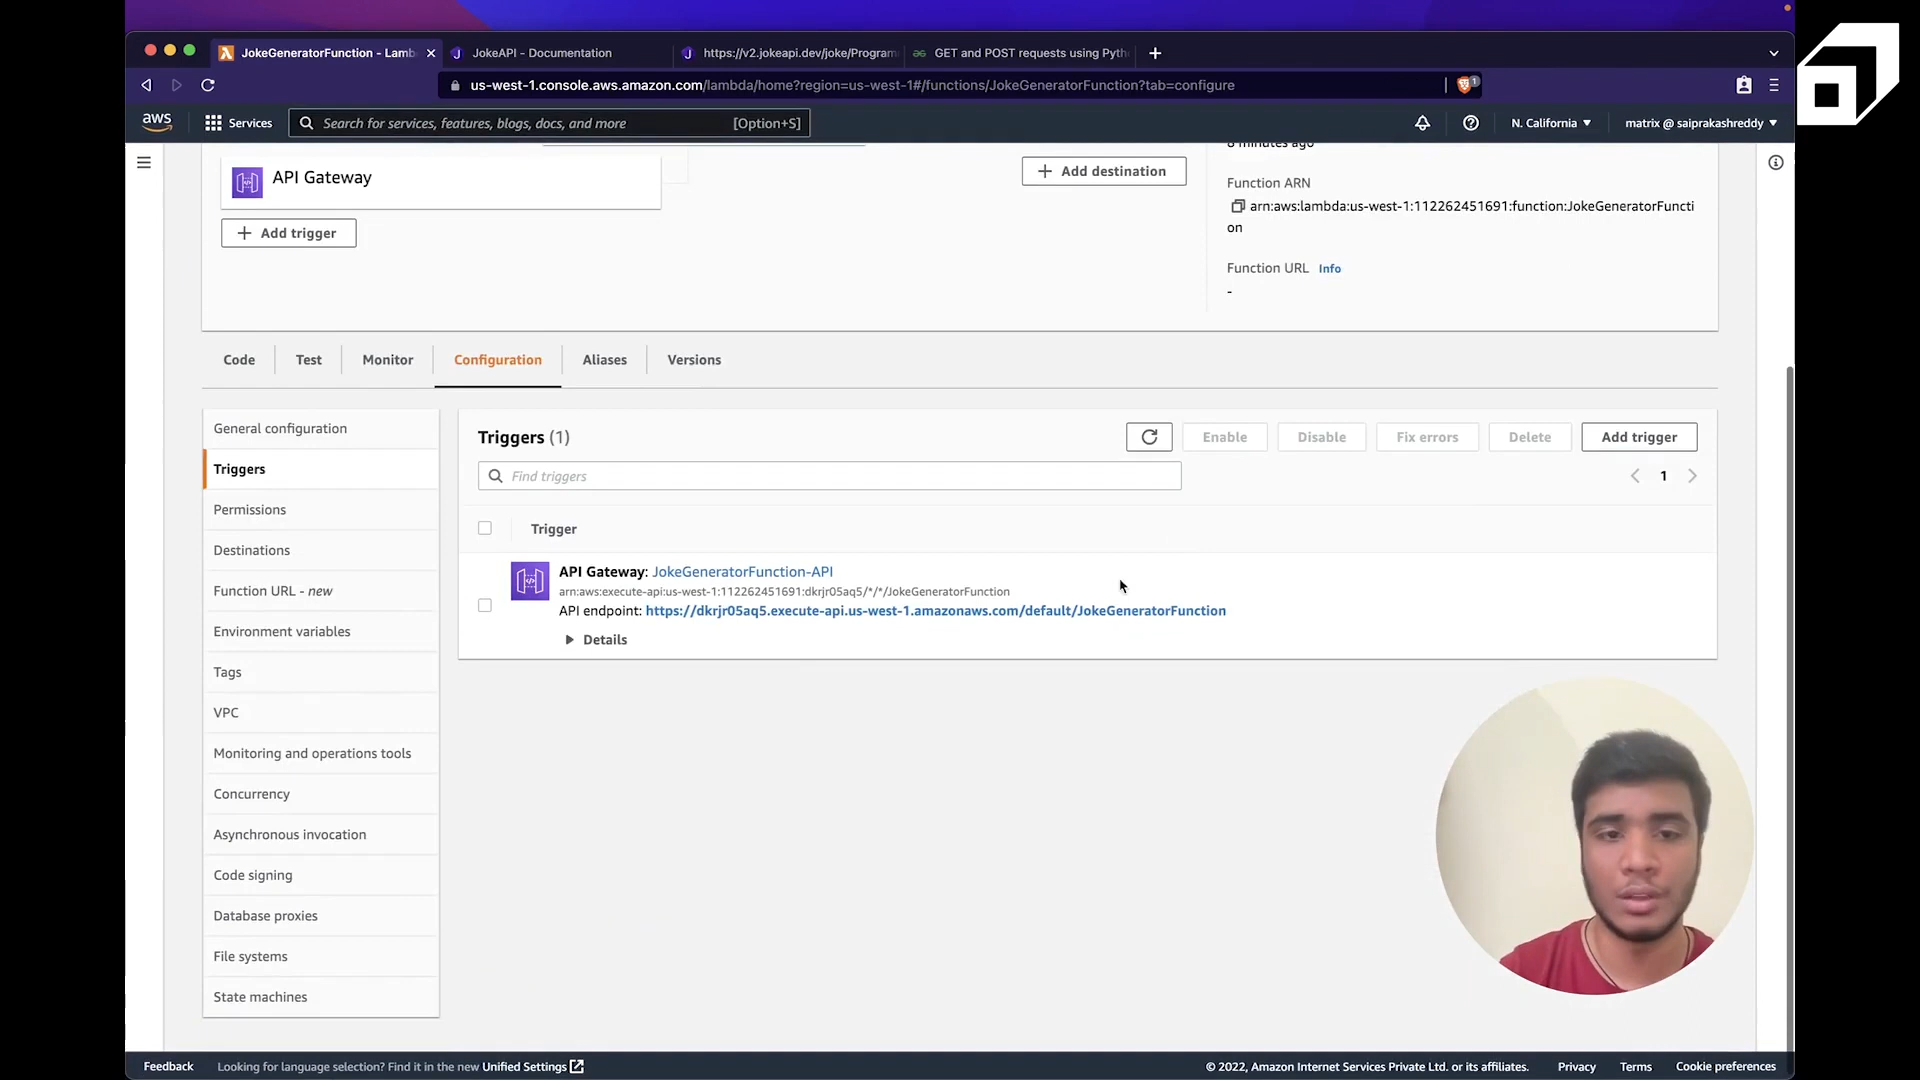 JokeGeneratorFunction - Lamb
JokeAPI - Documentation
https://v2.jokeapi.dev/joke/Program
GET and POST requests using Pyth
us-west-1.console.aws.amazon.com/lambda/home?region=us-west-1#/functions/JokeGeneratorFunction?tab=configure
1
aws
Services
Search for services, features, blogs, docs, and more
[Option+S]
N. California
matrix @ saiprakashreddy
8 minutes ago
API Gateway
Add destination
Function ARN
arn:aws:lambda:us-west-1:112262451691:function:JokeGeneratorFuncti
on
Add trigger
Function URL Info
-
Code
Test
Monitor
Configuration
Aliases
Versions
General configuration
Triggers
Permissions
Destinations
Function URL - new
Environment variables
Tags
VPC
Monitoring and operations tools
Concurrency
Asynchronous invocation
Code signing
Database proxies
File systems
State machines
Triggers (1)
Enable
Disable
Fix errors
Delete
Add trigger
Find triggers
1
Trigger
API Gateway: JokeGeneratorFunction-API
arn:aws:execute-api:us-west-1:112262451691:dkrjr05aq5/*/*/JokeGeneratorFunction
API endpoint: https://dkrjr05aq5.execute-api.us-west-1.amazonaws.com/default/JokeGeneratorFunction
Details
Feedback
Looking for language selection? Find it in the new Unified Settings
© 2022, Amazon Internet Services Private Ltd. or its affiliates.
Privacy
Terms
Cookie preferences